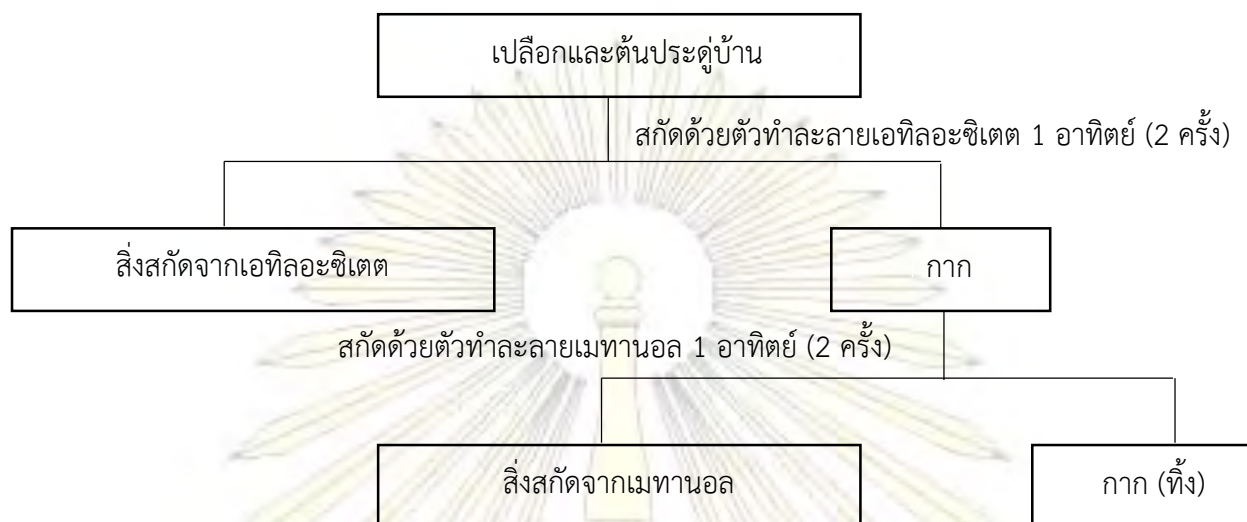 เปลือกและต้นประดู่บ้าน
สกัดด้วยตัวทำละลายเอทิลอะซิเตต 1 อาทิตย์ (2 ครั้ง)
สิ่งสกัดจากเอทิลอะซิเตต
กาก
สกัดด้วยตัวทำละลายเมทานอล 1 อาทิตย์ (2 ครั้ง)
สิ่งสกัดจากเมทานอล
กาก (ทิ้ง)